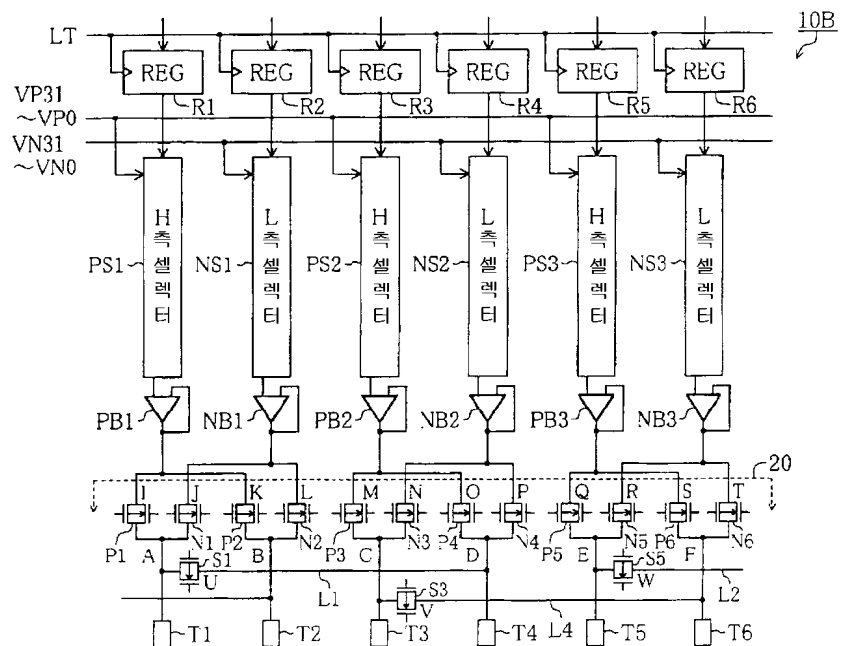 10B
LT
REG REG REG REG REG REG
R1 R2 R3 R4 R5 R6
VP31
~VP0
VN31
~VN0
H측셀렉터 L측셀렉터 H측셀렉터 L측셀렉터 H측셀렉터 L측셀렉터
PS1 NS1 PS2 NS2 PS3 NS3
PB1 NB1 PB2 NB2 PB3 NB3
20
I J K L M N O P Q R S T
P1 N1 P2 N2 P3 N3 P4 N4 P5 N5 P6 N6
A B C D E F
S1 S5
U L1 W L2
S3
V L4
T1 T2 T3 T4 T5 T6